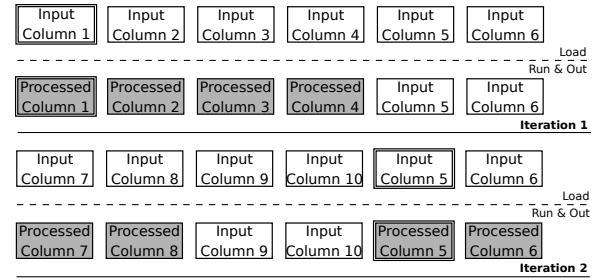 Input Input Input Input Input Input
Column 1 Column 2 Column 3 Column 4 Column 5 Column 6
Load
Run & Out
Processed Processed Processed Processed Input Input
Column 1 Column 2 Column 3 Column 4 Column 5 Column 6
Iteration 1
Input Input Input Input Input Input
Column 7 Column 8 Column 9 Column 10 Column 5 Column 6
Load
Run & Out
Processed Processed Input Input Processed Processed
Column 7 Column 8 Column 9 Column 10 Column 5 Column 6
Iteration 2